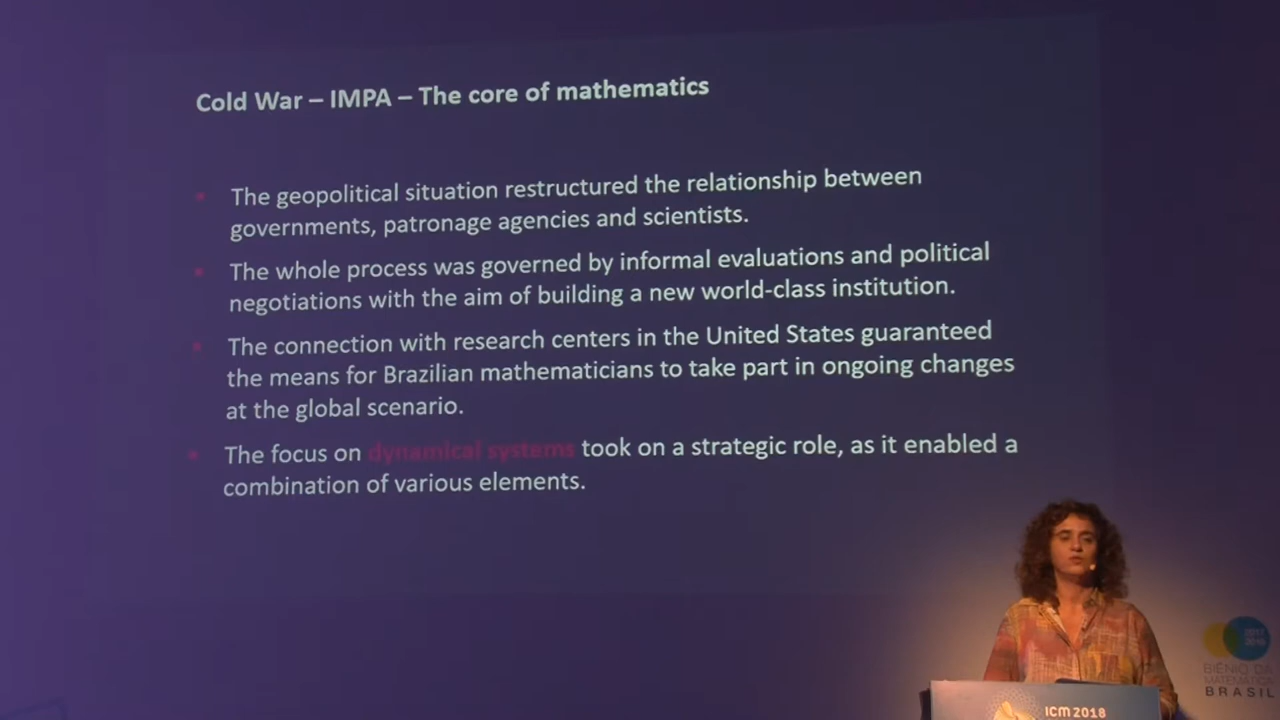 Cold War – IMPA – The core of mathematics
The geopolitical situation restructured the relationship between
governments, patronage agencies and scientists.
The whole process was governed by informal evaluations and political
negotiations with the aim of building a new world-class institution.
The connection with research centers in the United States guaranteed
the means for Brazilian mathematicians to take part in ongoing changes
at the global scenario.
The focus on dynamical systems took on a strategic role, as it enabled a
combination of various elements.
BIÊNIO DA
MATEMÁTICA
BRASIL
ICM 2018